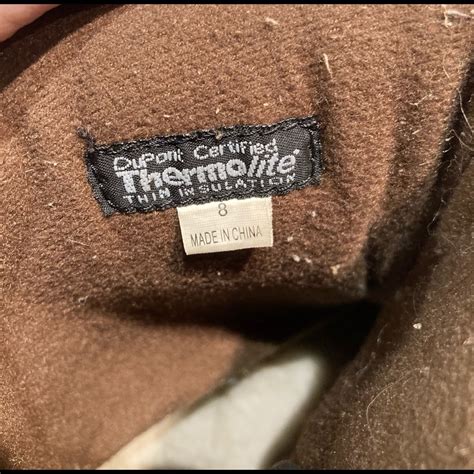 DuPont Certified
Thermolite
THIN INSULATION
8
MADE IN CHINA